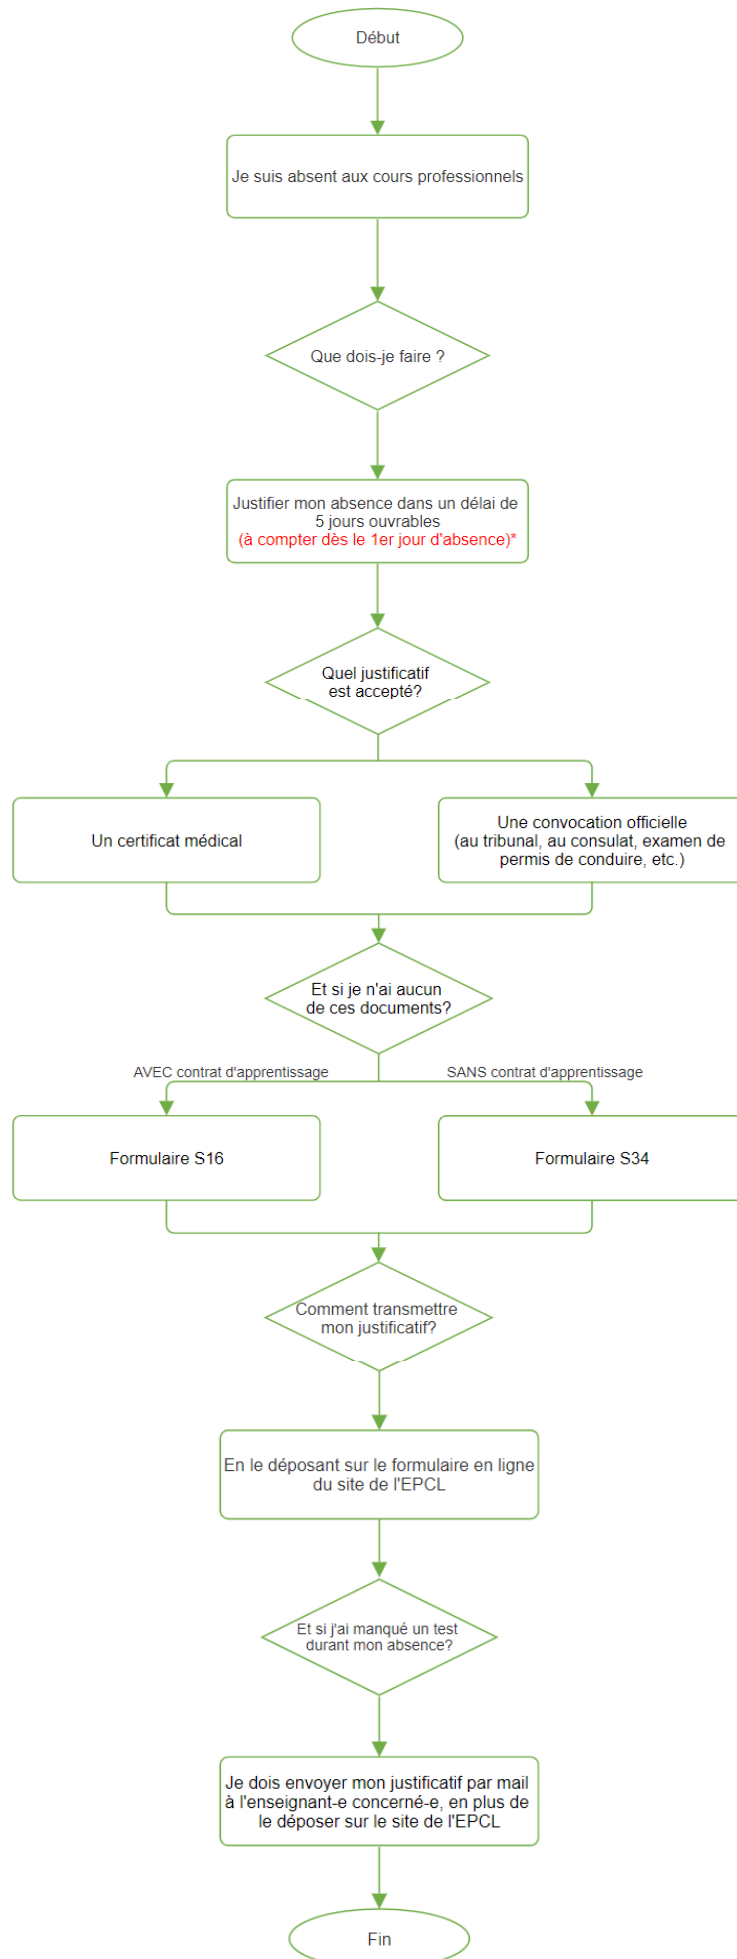 Début
Je suis absent aux cours professionnels
Que dois-je faire ?
Justifier mon absence dans un délai de
5 jours ouvrables
(à compter dès le 1er jour d'absence)*
Quel justificatif
est accepté?
Un certificat médical
Une convocation officielle
(au tribunal, au consulat, examen de
permis de conduire, etc.)
Et si je n'ai aucun
de ces documents?
AVEC contrat d'apprentissage
SANS contrat d'apprentissage
Formulaire S16
Formulaire S34
Comment transmettre
mon justificatif?
En le déposant sur le formulaire en ligne
du site de l'EPCL
Et si j'ai manqué un test
durant mon absence?
Je dois envoyer mon justificatif par mail
à l'enseignant-e concerné-e, en plus de
le déposer sur le site de l'EPCL
Fin